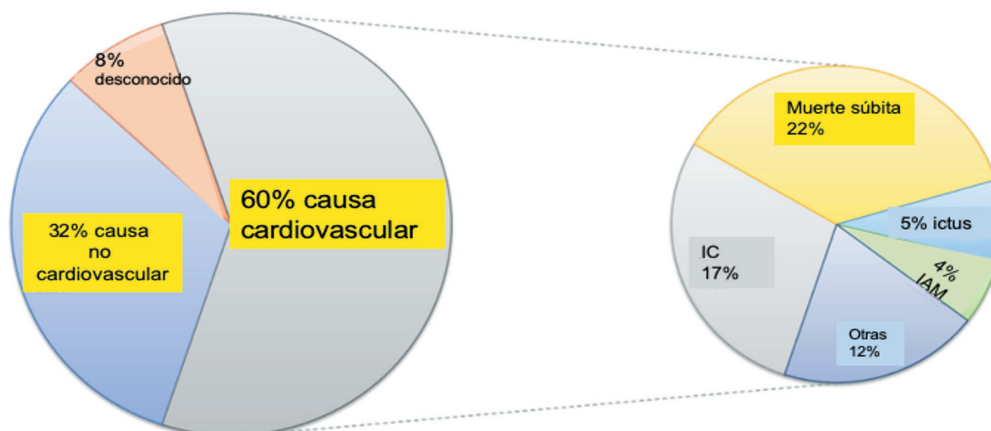 8%
desconocido
60% causa
cardiovascular
32% causa
no
cardiovascular
Muerte súbita
22%
5% ictus
4%
IAM
IC
17%
Otras
12%